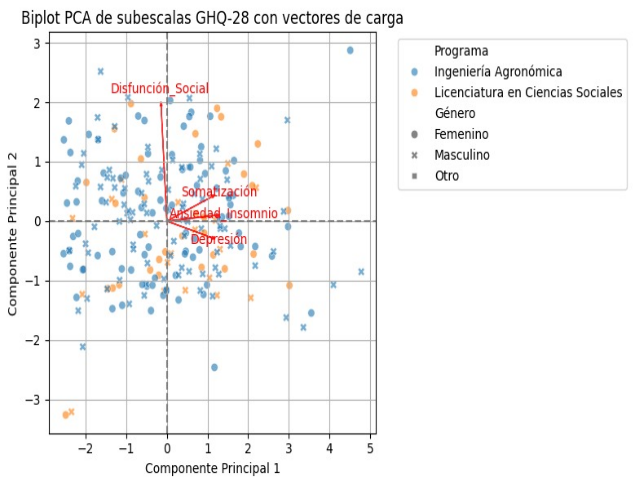 Biplot PCA de subescalas GHQ-28 con vectores de carga
Programa
Ingeniería Agronómica
Licenciatura en Ciencias Sociales
Género
Femenino
Masculino
Otro
Disfunción_Social
Somatización
Ansiedad_Insomnio
Depresión
3
2
1
0
−1
−2
−3
Componente Principal 2
−2
−1
0
1
2
3
4
5
Componente Principal 1